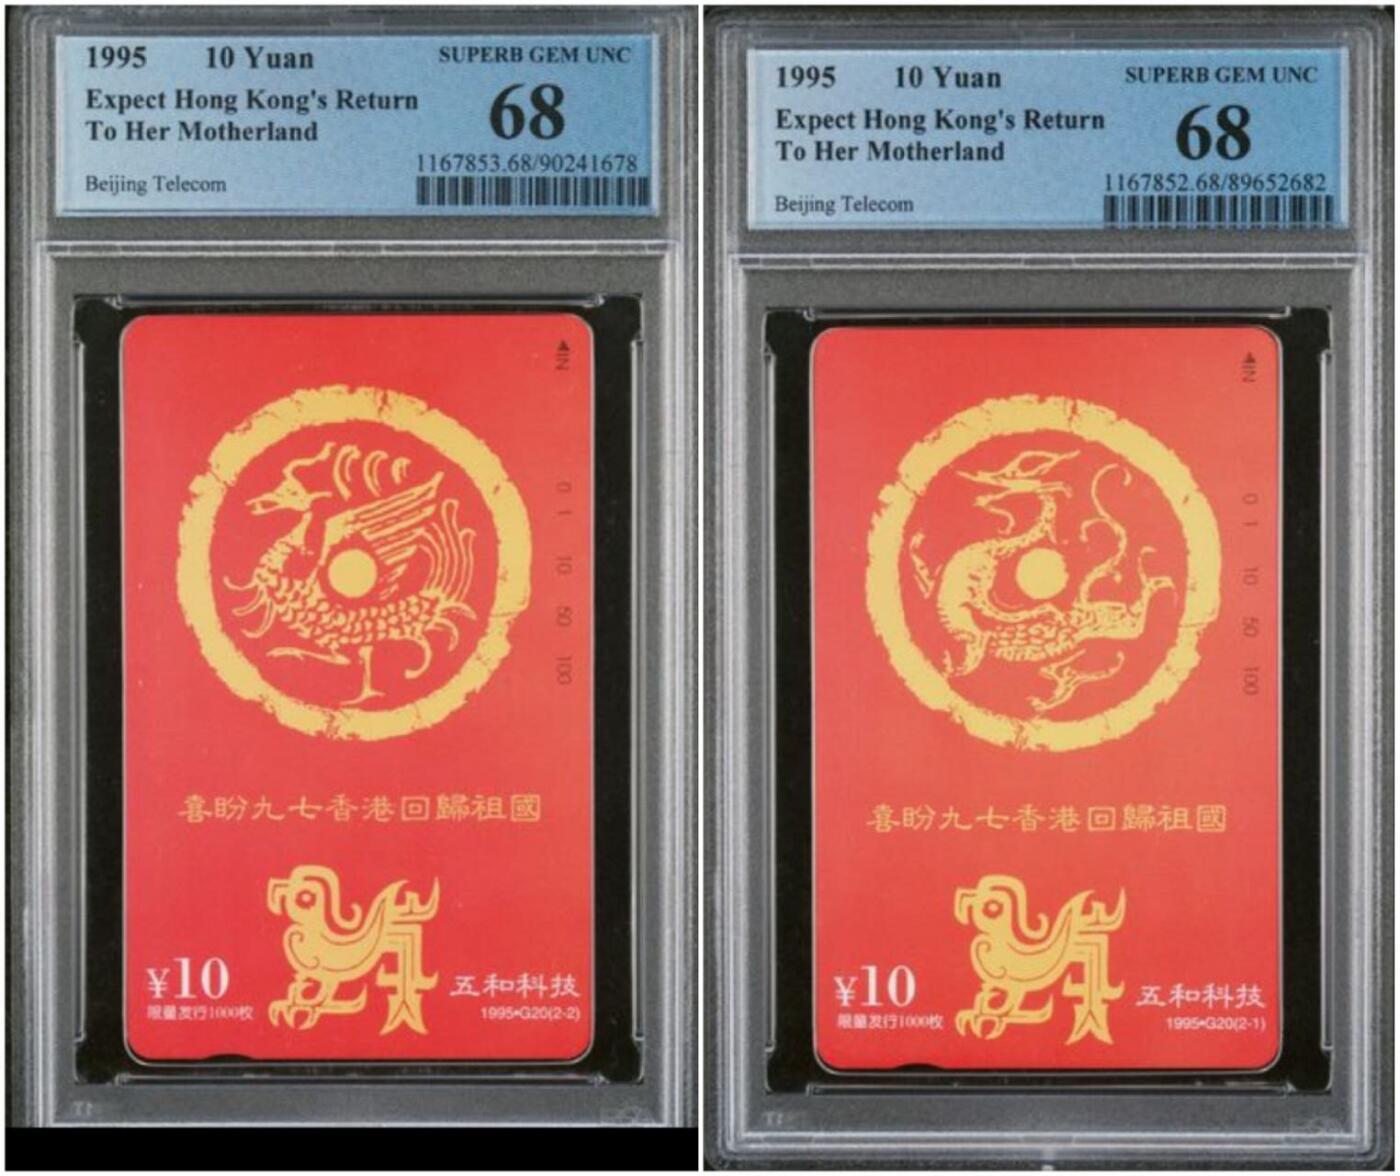 1995 10 Yuan SUPERB GEM UNC
Expect Hong Kong's Return 68
To Her Motherland
1167853.68/90241678
Beijing Telecom
◀IN
0 1 10 50 100
喜盼九七香港回歸祖國
¥10
限量发行1000枚
五和科技
1995•G20(2-2)
1995 10 Yuan SUPERB GEM UNC
Expect Hong Kong's Return 68
To Her Motherland
1167852.68/89652682
Beijing Telecom
◀IN
0 1 10 50 100
喜盼九七香港回歸祖國
¥10
限量发行1000枚
五和科技
1995•G20(2-1)